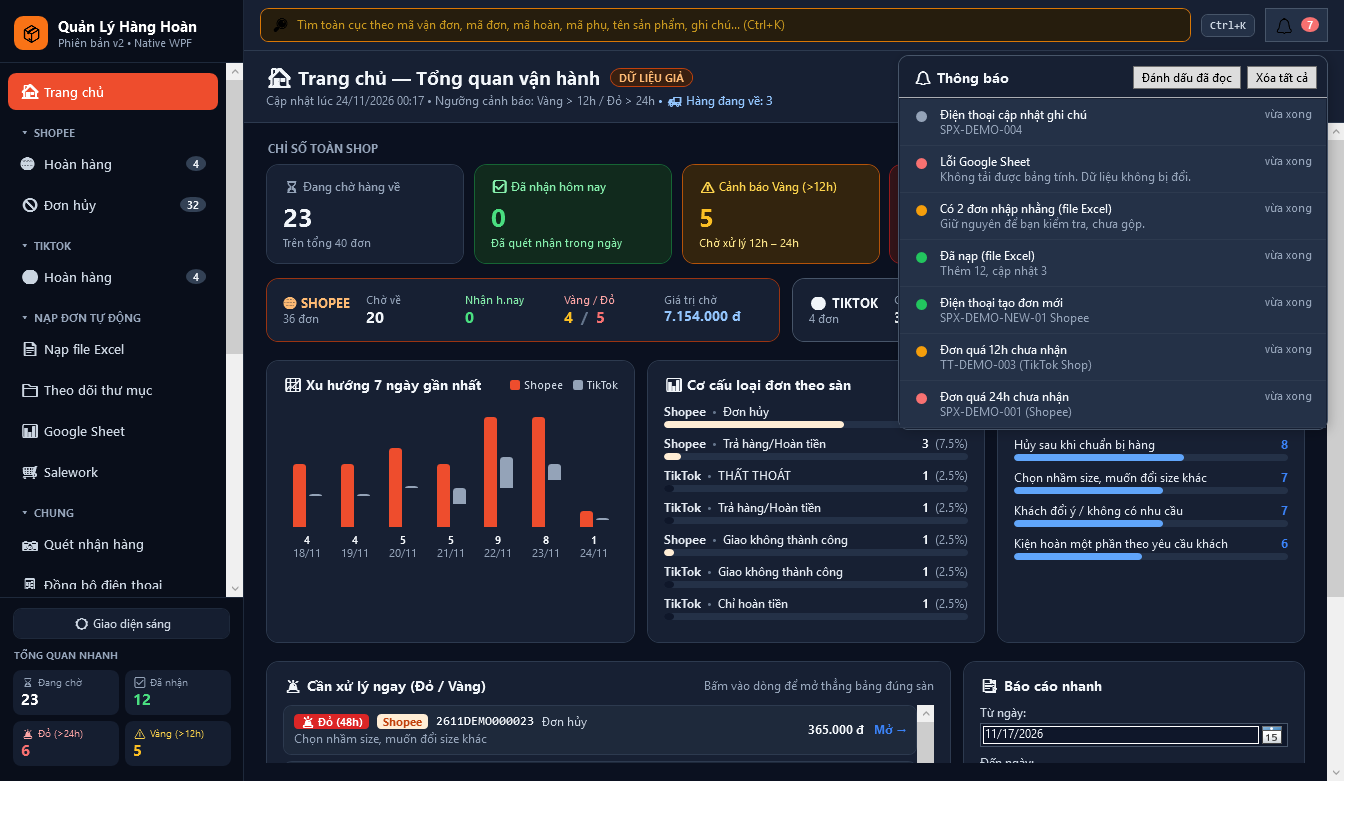 Quản Lý Hàng Hoàn
Phiên bản v2 • Native WPF
Tìm toàn cục theo mã vận đơn, mã đơn, mã hoàn, mã phụ, tên sản phẩm, ghi chú... (Ctrl+K)
Ctrl+K
7
Trang chủ
SHOPEE
Hoàn hàng 4
Đơn hủy 32
TIKTOK
Hoàn hàng 4
NẠP ĐƠN TỰ ĐỘNG
Nạp file Excel
Theo dõi thư mục
Google Sheet
Salework
CHUNG
Quét nhận hàng
Đồng bộ điện thoại
Giao diện sáng
TỔNG QUAN NHANH
Đang chờ
23
Đã nhận
12
Đỏ (>24h)
6
Vàng (>12h)
5
Trang chủ — Tổng quan vận hành DỮ LIỆU GIẢ
Cập nhật lúc 24/11/2026 00:17 • Ngưỡng cảnh báo: Vàng > 12h / Đỏ > 24h • Hàng đang về: 3
CHỈ SỐ TOÀN SHOP
Đang chờ hàng về
23
Trên tổng 40 đơn
Đã nhận hôm nay
0
Đã quét nhận trong ngày
Cảnh báo Vàng (>12h)
5
Chờ xử lý 12h – 24h
SHOPEE
36 đơn
Chờ về
20
Nhận h.nay
0
Vàng / Đỏ
4 / 5
Giá trị chờ
7.154.000 đ
TIKTOK
4 đơn
Thông báo
Đánh dấu đã đọc
Xóa tất cả
Điện thoại cập nhật ghi chú vừa xong
SPX-DEMO-004
Lỗi Google Sheet vừa xong
Không tải được bảng tính. Dữ liệu không bị đổi.
Có 2 đơn nhập nhằng (file Excel) vừa xong
Giữ nguyên để bạn kiểm tra, chưa gộp.
Đã nạp (file Excel) vừa xong
Thêm 12, cập nhật 3
Điện thoại tạo đơn mới vừa xong
SPX-DEMO-NEW-01 Shopee
Đơn quá 12h chưa nhận vừa xong
TT-DEMO-003 (TikTok Shop)
Đơn quá 24h chưa nhận vừa xong
SPX-DEMO-001 (Shopee)
Xu hướng 7 ngày gần nhất
Shopee TikTok
4 4 5 5 9 8 1
18/11 19/11 20/11 21/11 22/11 23/11 24/11
Cơ cấu loại đơn theo sàn
Shopee • Đơn hủy
Shopee • Trả hàng/Hoàn tiền 3 (7.5%)
TikTok • THẤT THOÁT 1 (2.5%)
TikTok • Trả hàng/Hoàn tiền 1 (2.5%)
Shopee • Giao không thành công 1 (2.5%)
TikTok • Giao không thành công 1 (2.5%)
TikTok • Chỉ hoàn tiền 1 (2.5%)
Hủy sau khi chuẩn bị hàng 8
Chọn nhầm size, muốn đổi size khác 7
Khách đổi ý / không có nhu cầu 7
Kiện hoàn một phần theo yêu cầu khách 6
Cần xử lý ngay (Đỏ / Vàng)
Bấm vào dòng để mở thẳng bảng đúng sàn
Đỏ (48h) Shopee 2611DEMO000023 Đơn hủy
Chọn nhầm size, muốn đổi size khác
365.000 đ Mở →
Báo cáo nhanh
Từ ngày:
11/17/2026
15
Đến ngày: